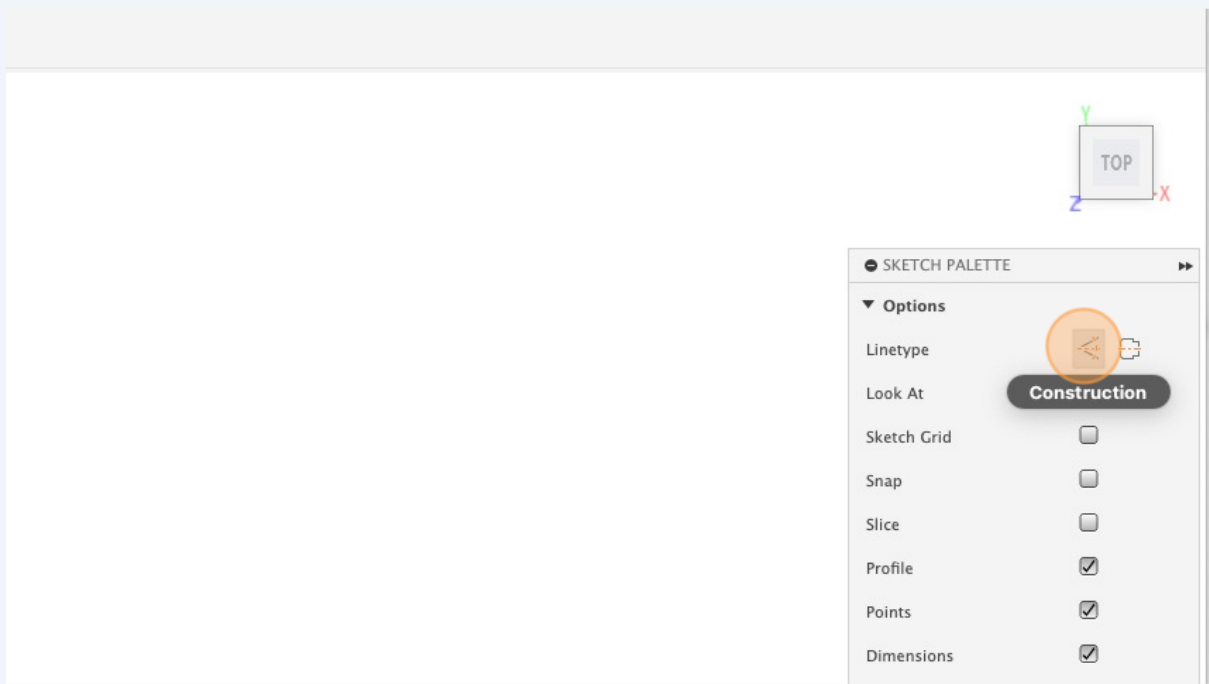 Y
TOP
Z
-X
SKETCH PALETTE
Options
Linetype
Look At
Construction
Sketch Grid
Snap
Slice
Profile
Points
Dimensions